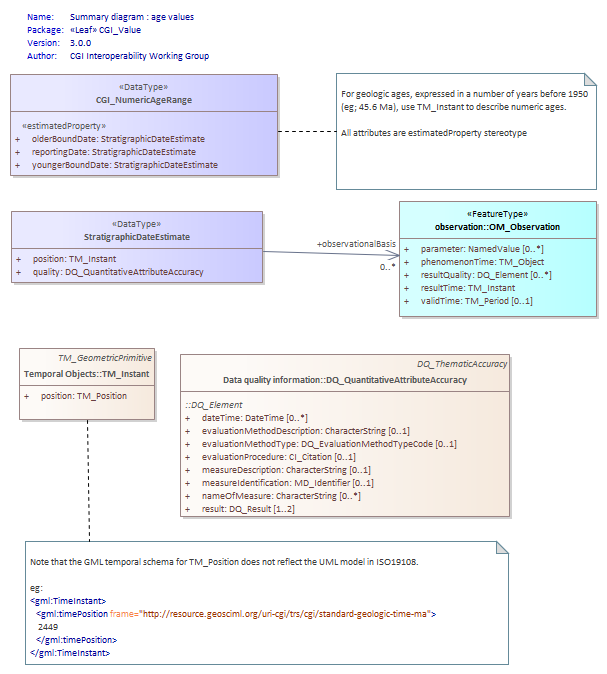 Name: Summary diagram : age values
Package: «Leaf» CGI_Value
Version: 3.0.0
Author: CGI Interoperability Working Group
«DataType»
CGI_NumericAgeRange
«estimatedProperty»
+ olderBoundDate: StratigraphicDateEstimate
+ reportingDate: StratigraphicDateEstimate
+ youngerBoundDate: StratigraphicDateEstimate
For geologic ages, expressed in a number of years before 1950
(eg; 45.6 Ma), use TM_Instant to describe numeric ages.
All attributes are estimatedProperty stereotype
«DataType»
StratigraphicDateEstimate
+ position: TM_Instant
+ quality: DQ_QuantitativeAttributeAccuracy
+observationalBasis
0..*
«FeatureType»
observation::OM_Observation
+ parameter: NamedValue [0..*]
+ phenomenonTime: TM_Object
+ resultQuality: DQ_Element [0..*]
+ resultTime: TM_Instant
+ validTime: TM_Period [0..1]
TM_GeometricPrimitive
Temporal Objects::TM_Instant
+ position: TM_Position
DQ_ThematicAccuracy
Data quality information::DQ_QuantitativeAttributeAccuracy
::DQ_Element
+ dateTime: DateTime [0..*]
+ evaluationMethodDescription: CharacterString [0..1]
+ evaluationMethodType: DQ_EvaluationMethodTypeCode [0..1]
+ evaluationProcedure: CI_Citation [0..1]
+ measureDescription: CharacterString [0..1]
+ measureIdentification: MD_Identifier [0..1]
+ nameOfMeasure: CharacterString [0..*]
+ result: DQ_Result [1..2]
Note that the GML temporal schema for TM_Position does not reflect the UML model in ISO19108.
eg:
<gml:TimeInstant>
<gml:timePosition frame="http://resource.geosciml.org/uri-cgi/trs/cgi/standard-geologic-time-ma">
2449
</gml:timePosition>
</gml:TimeInstant>